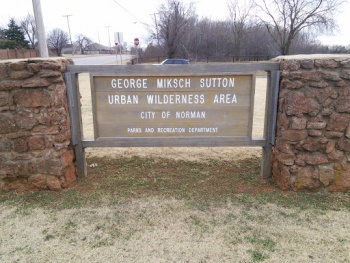 GEORGE MIKSCH SUTTON
URBAN WILDERNESS AREA
CITY OF NORMAN
PARKS AND RECREATION DEPARTMENT